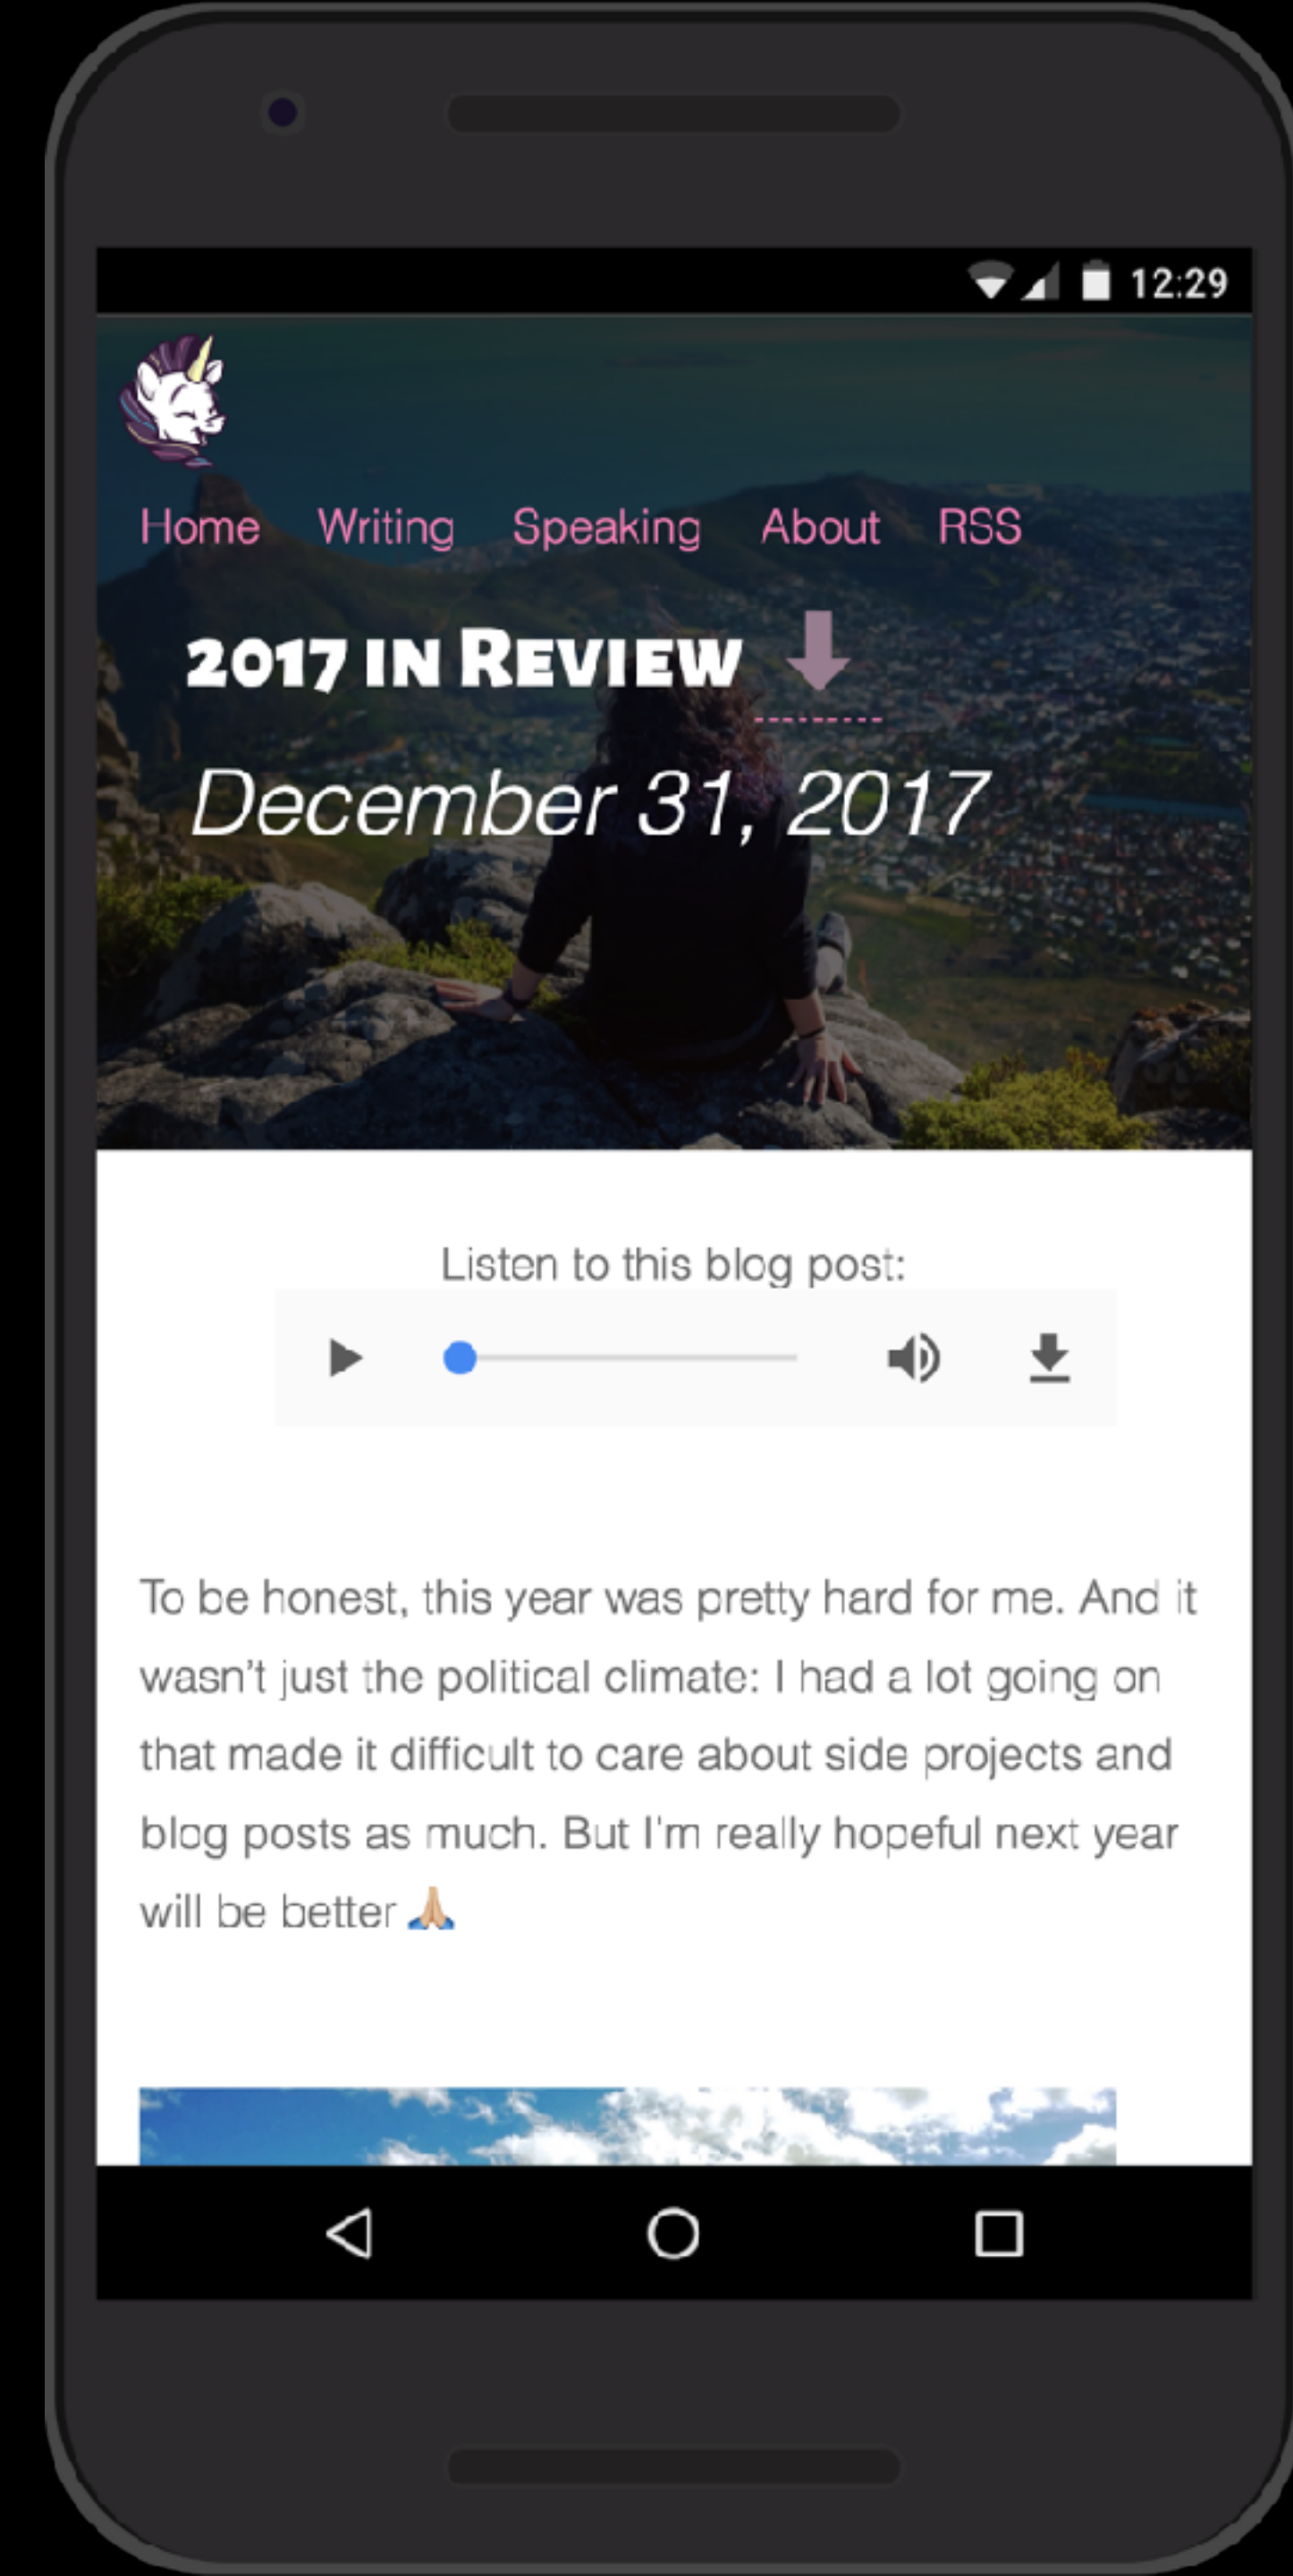 12:29
Home Writing Speaking About RSS
2017 in Review
December 31, 2017
Listen to this blog post:
To be honest, this year was pretty hard for me. And it
wasn’t just the political climate: I had a lot going on
that made it difficult to care about side projects and
blog posts as much. But I'm really hopeful next year
will be better 🙏🏼